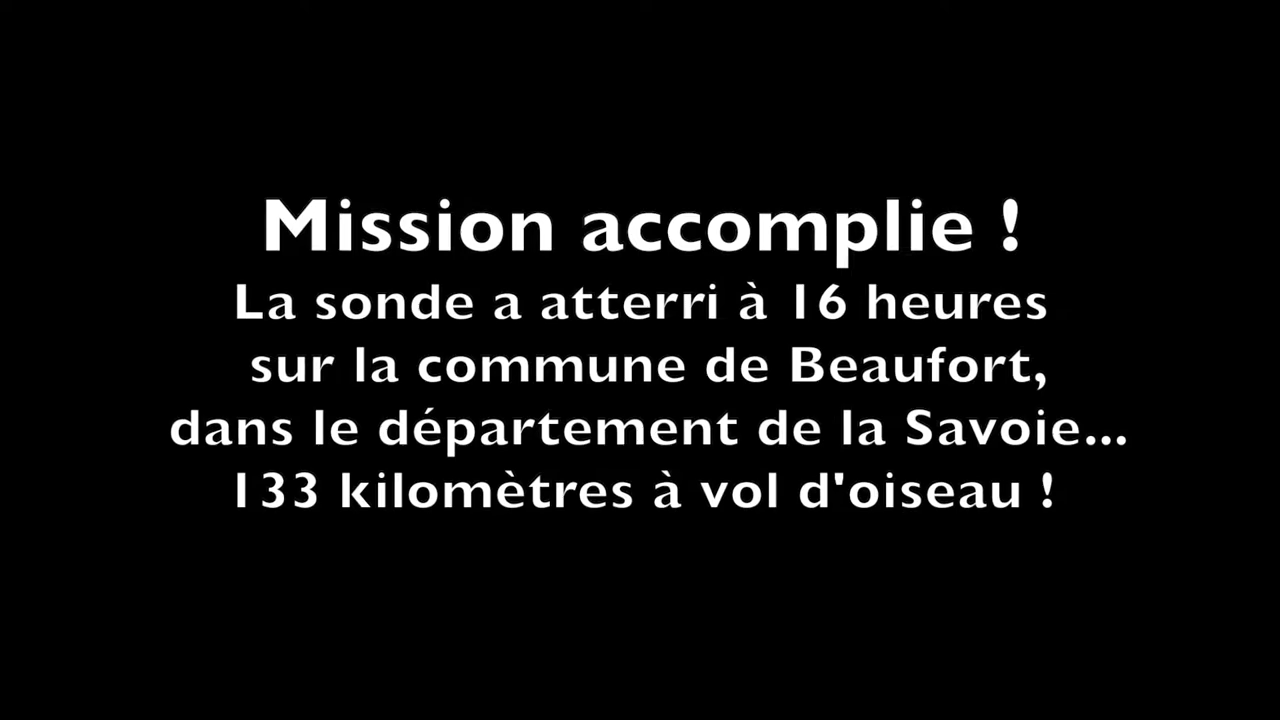 Mission accomplie !
La sonde a atterri à 16 heures
sur la commune de Beaufort,
dans le département de la Savoie...
133 kilomètres à vol d'oiseau !